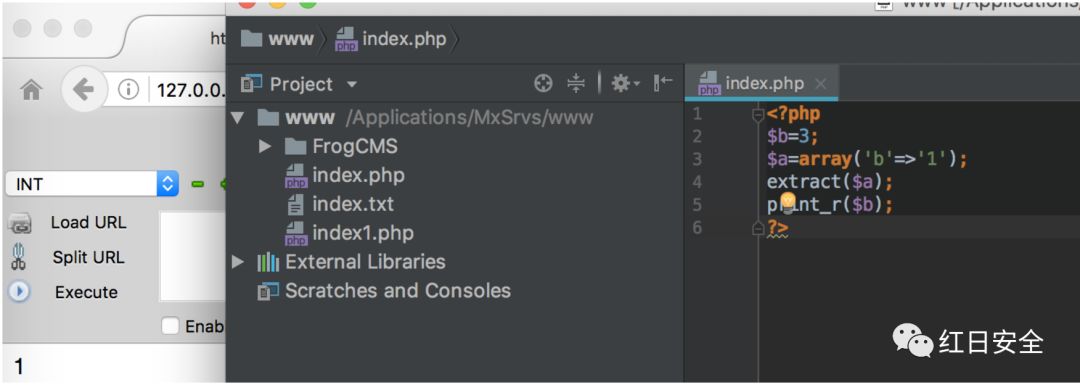 www index.php
ht
127.0.0.
INT
Load URL
Split URL
Execute
Enab
1
Project
www /Applications/MxSrvs/www
FrogCMS
index.php
index.txt
index1.php
External Libraries
Scratches and Consoles
index.php
1 <?php
2 $b=3;
3 $a=array('b'=>'1');
4 extract($a);
5 print_r($b);
6 ?>
红日安全